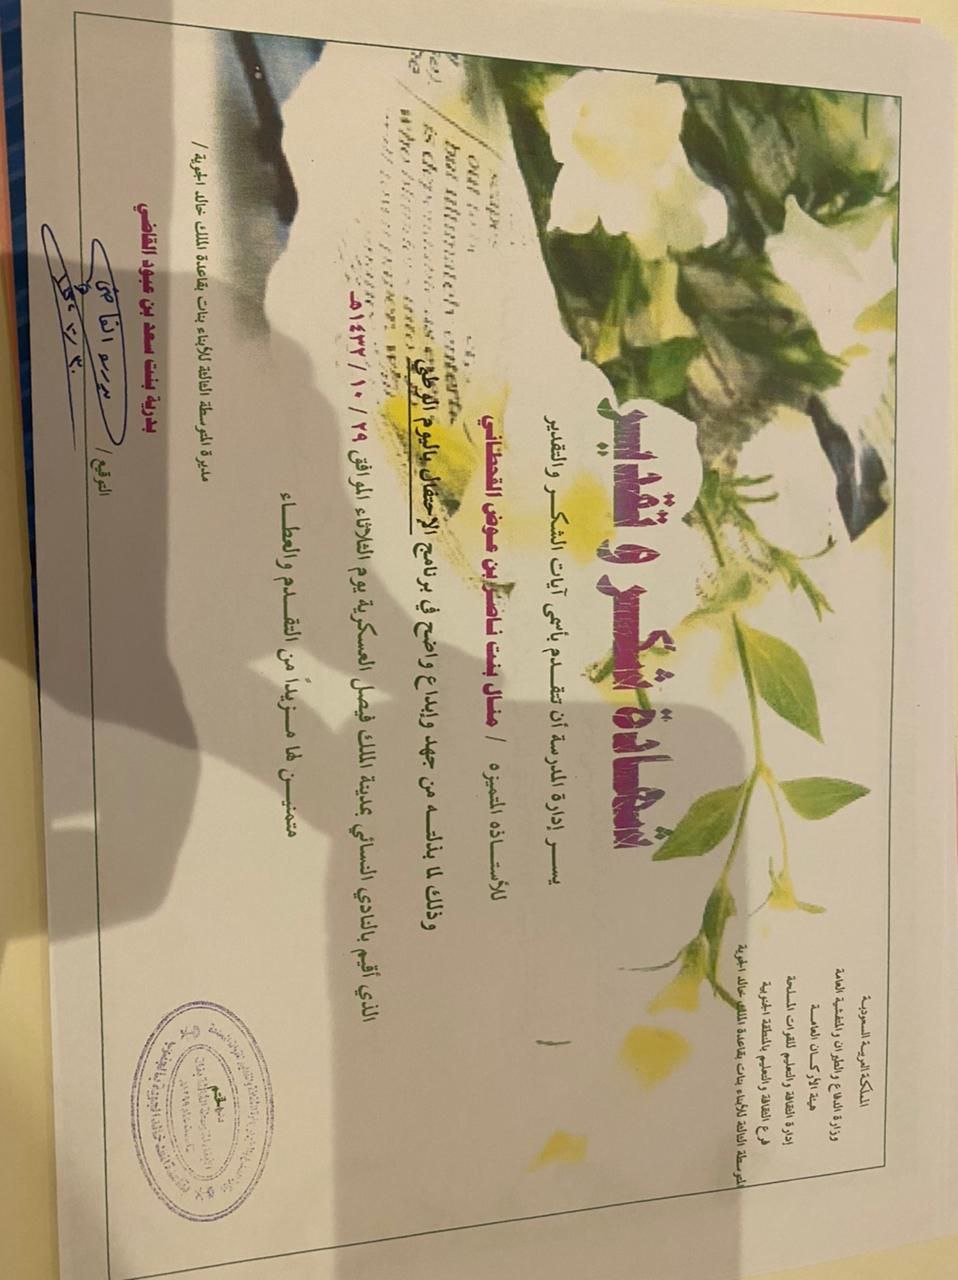 المملكة العربية السعودية
وزارة الدفاع والطيران والمفتشية العامة
هيئة الأركان العامة
إدارة الثقافة والتعليم للقوات المسلحة
فرع الثقافة والتعليم بالمنطقة الجنوبية
المتوسطة الثالثة للأبناء بنات بقاعدة الملك خالد الجوية
شهادة شكر و تقدير
يسر إدارة المدرسة أن تتقدم بأسمى آيات الشكر والتقدير
للأستاذه المتميزه / منال بنت ناصر بن عوض القحطاني
وذلك لما بذلته من جهد وإبداع واضح في برنامج الإحتفال باليوم الوطني
الذي أقيم بالنادي النسائي بمدينة الملك فيصل العسكرية يوم الثلاثاء الموافق ٢٩ / ١٠ / ١٤٣٢هـ
متمنين لها مزيداً من التقدم والعطاء
مديرة المتوسطة الثالثة للأبناء بنات بقاعدة الملك خالد الجوية /
بدرية بنت سعد بن عبود القاضي
التوقيع /